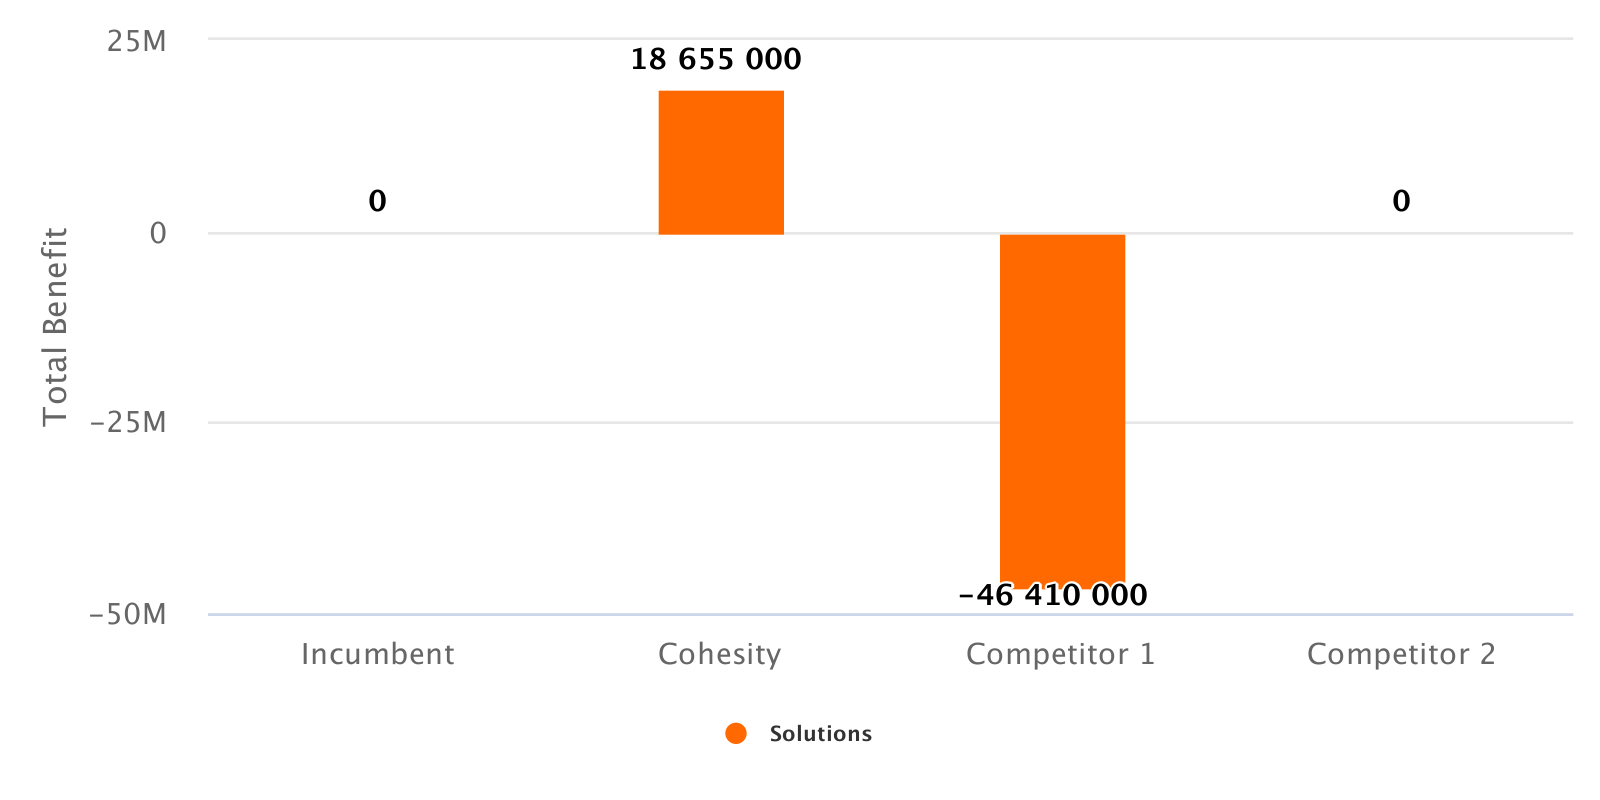 25M
18 655 000
0
0
0
Total Benefit
−25M
−46 410 000
−50M
Incumbent
Cohesity
Competitor 1
Competitor 2
Solutions